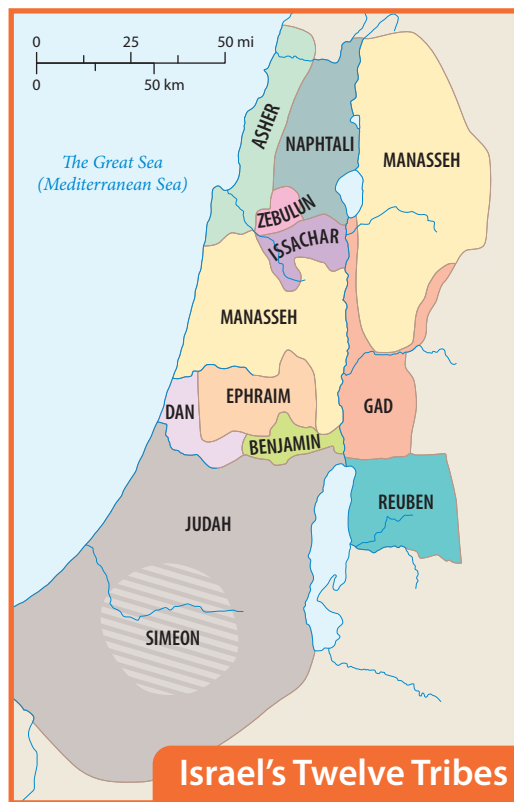 0 25 50 mi
0 50 km
The Great Sea
(Mediterranean Sea)
ASHER
NAPHTALI
MANASSEH
ZEBULUN
ISSACHAR
MANASSEH
EPHRAIM
DAN
GAD
BENJAMIN
REUBEN
JUDAH
SIMEON
Israel's Twelve Tribes